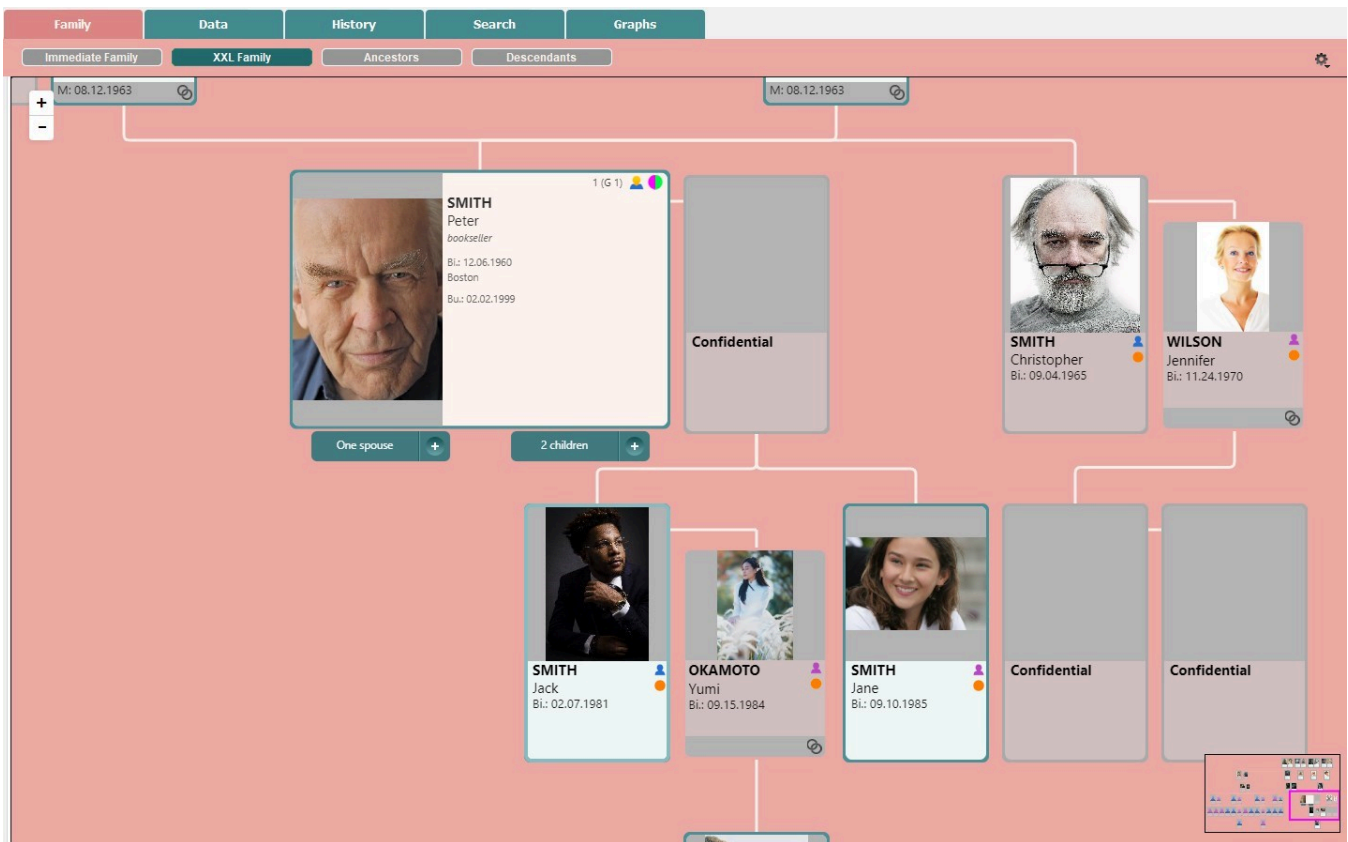 Family
Data
History
Search
Graphs
Immediate Family
XXL Family
Ancestors
Descendants
+
−
M: 08.12.1963
M: 08.12.1963
1 (G 1)
SMITH
Peter
bookseller
Bi.: 12.06.1960
Boston
Bu.: 02.02.1999
One spouse +
2 children +
Confidential
SMITH
Christopher
Bi.: 09.04.1965
WILSON
Jennifer
Bi.: 11.24.1970
SMITH
Jack
Bi.: 02.07.1981
OKAMOTO
Yumi
Bi.: 09.15.1984
SMITH
Jane
Bi.: 09.10.1985
Confidential
Confidential